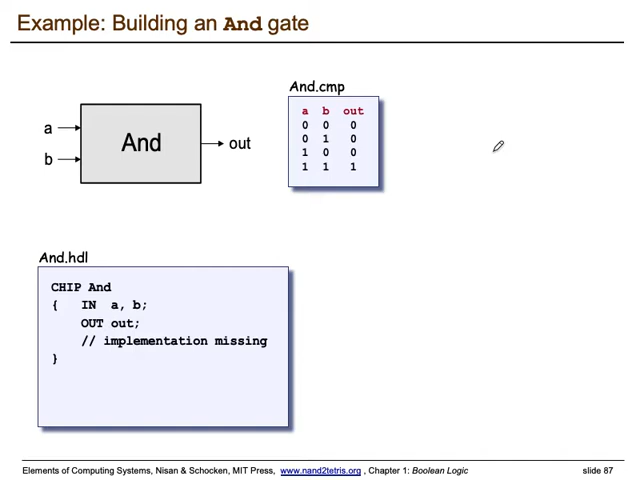 Example: Building an And gate
And.cmp
a b out
0 0 0
0 1 0
1 0 0
1 1 1
a
b
And
out
And.hdl
CHIP And
{ IN a, b;
OUT out;
// implementation missing
}
Elements of Computing Systems, Nisan & Schocken, MIT Press, www.nand2tetris.org , Chapter 1: Boolean Logic slide 87